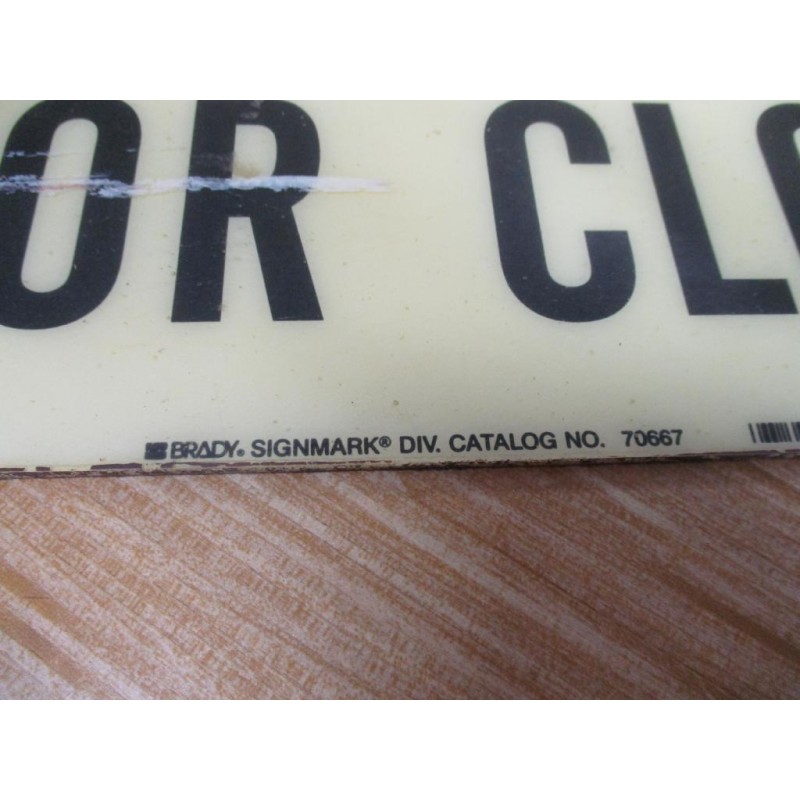 OR CL
BRADY® SIGNMARK® DIV. CATALOG NO. 70667